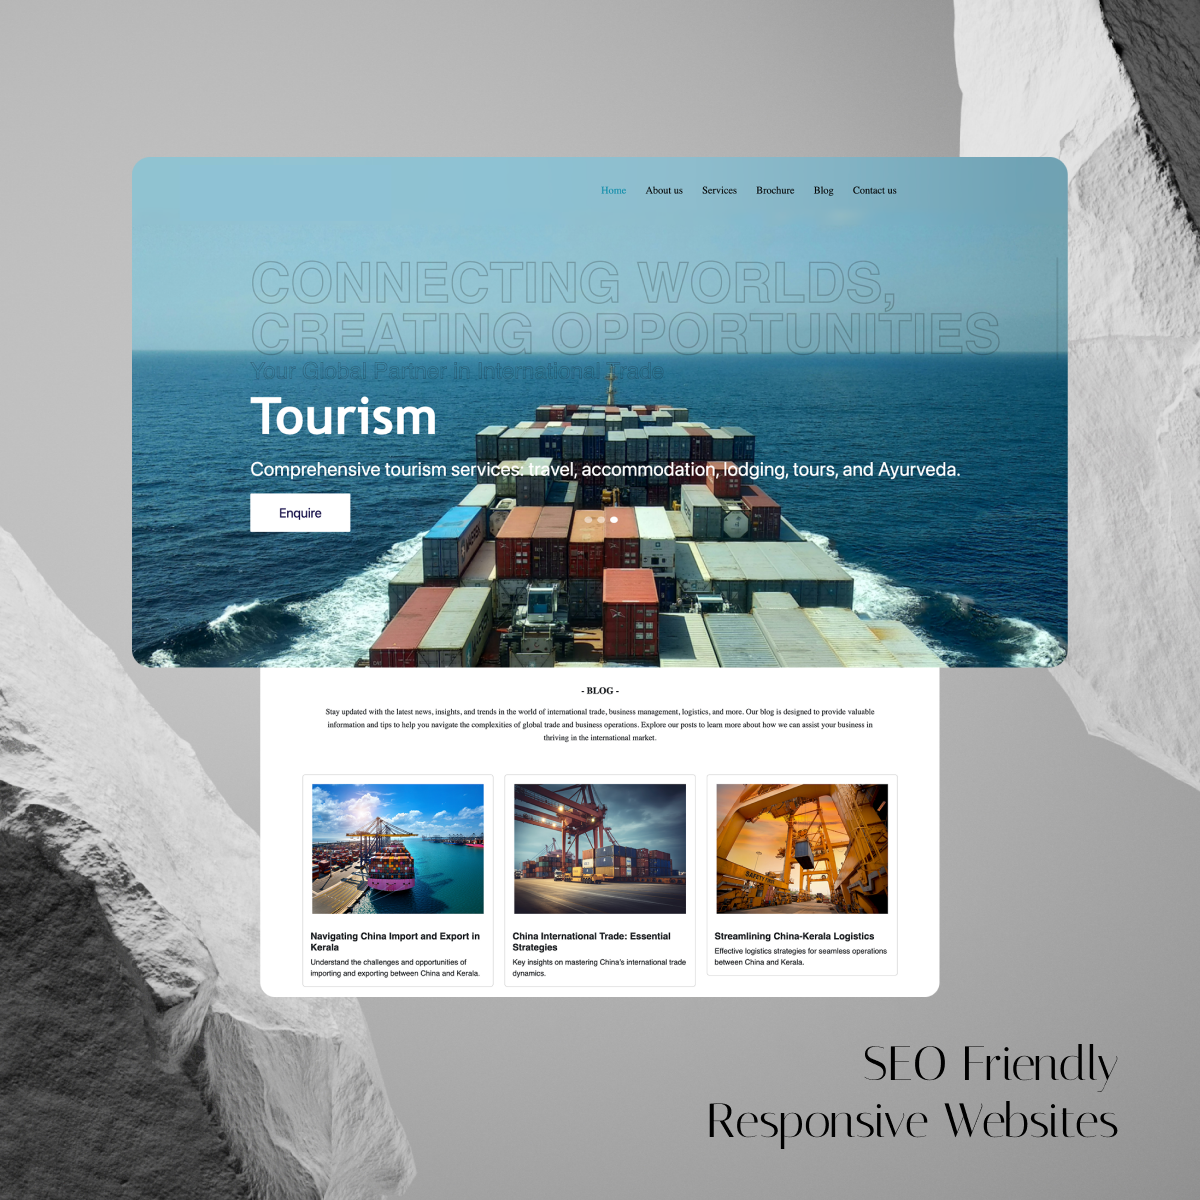 Home About us Services Brochure Blog Contact us
CONNECTING WORLDS,
CREATING OPPORTUNITIES
Your Global Partner in International Trade
Tourism
Comprehensive tourism services: travel, accommodation, lodging, tours, and Ayurveda.
Enquire
- BLOG -
Stay updated with the latest news, insights, and trends in the world of international trade, business management, logistics, and more. Our blog is designed to provide valuable
information and tips to help you navigate the complexities of global trade and business operations. Explore our posts to learn more about how we can assist your business in
thriving in the international market.
Navigating China Import and Export in
Kerala
Understand the challenges and opportunities of
importing and exporting between China and Kerala.
China International Trade: Essential
Strategies
Key insights on mastering China's international trade
dynamics.
Streamlining China-Kerala Logistics
Effective logistics strategies for seamless operations
between China and Kerala.
SEO Friendly
Responsive Websites